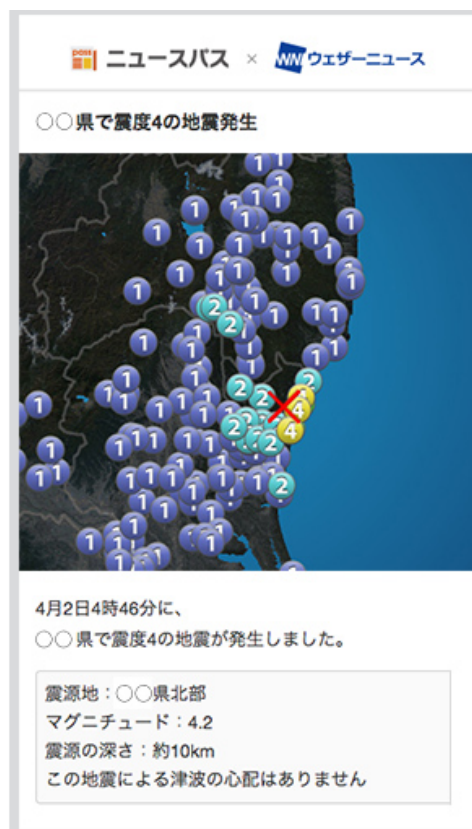 ニュースパス × WNI ウェザーニュース
○○県で震度4の地震発生
4月2日4時46分に、
○○県で震度4の地震が発生しました。
震源地：○○県北部
マグニチュード：4.2
震源の深さ：約10km
この地震による津波の心配はありません